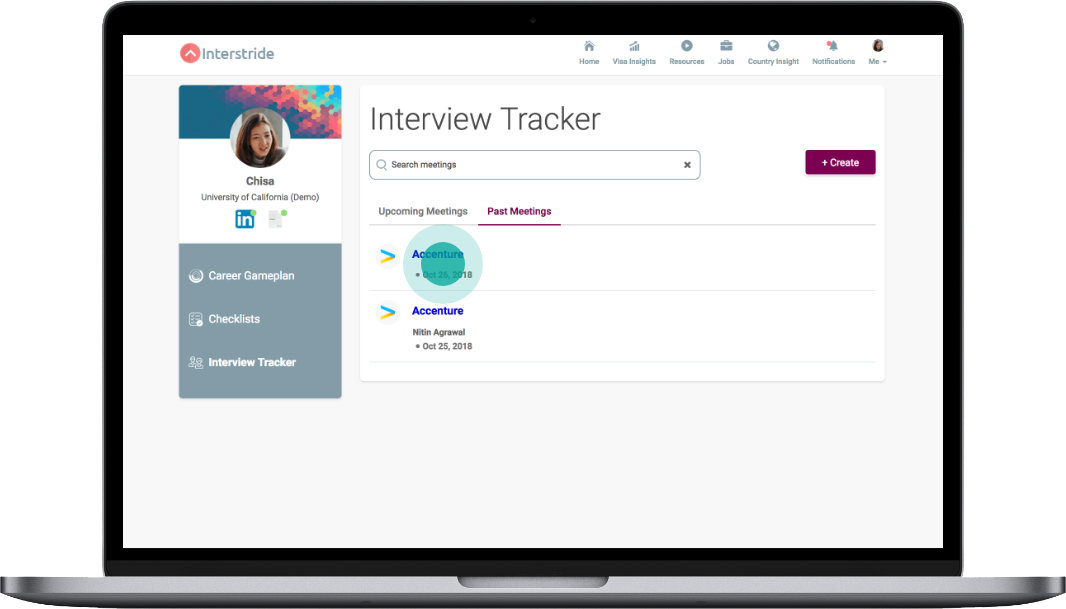 Interstride
Home
Visa Insights
Resources
Jobs
Country Insight
Notifications
Me
Chisa
University of California (Demo)
in
Career Gameplan
Checklists
Interview Tracker
Interview Tracker
Search meetings
+ Create
Upcoming Meetings
Past Meetings
Accenture
Oct 26, 2018
Accenture
Nitin Agrawal
Oct 25, 2018